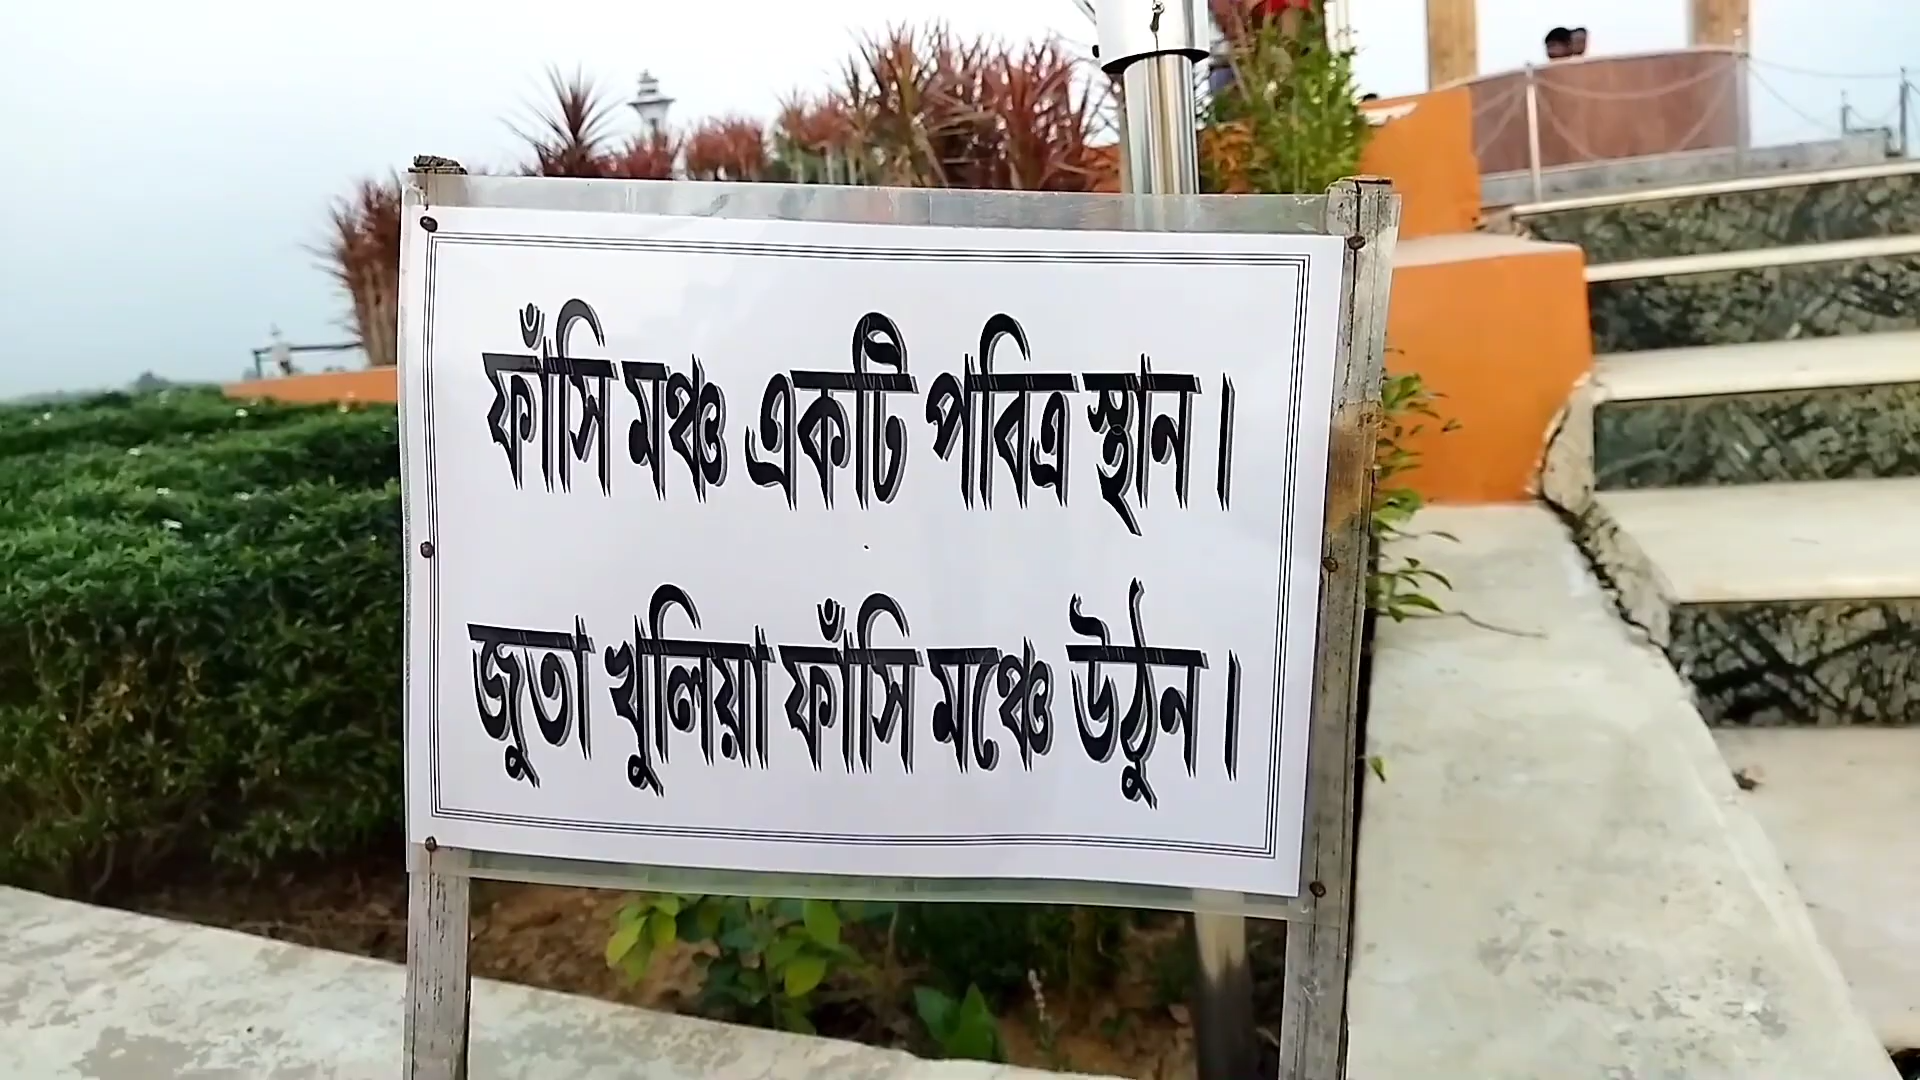 ফাঁসি মঞ্চ একটি পবিত্র স্থান।
জুতা খুলিয়া ফাঁসি মঞ্চে উঠুন।